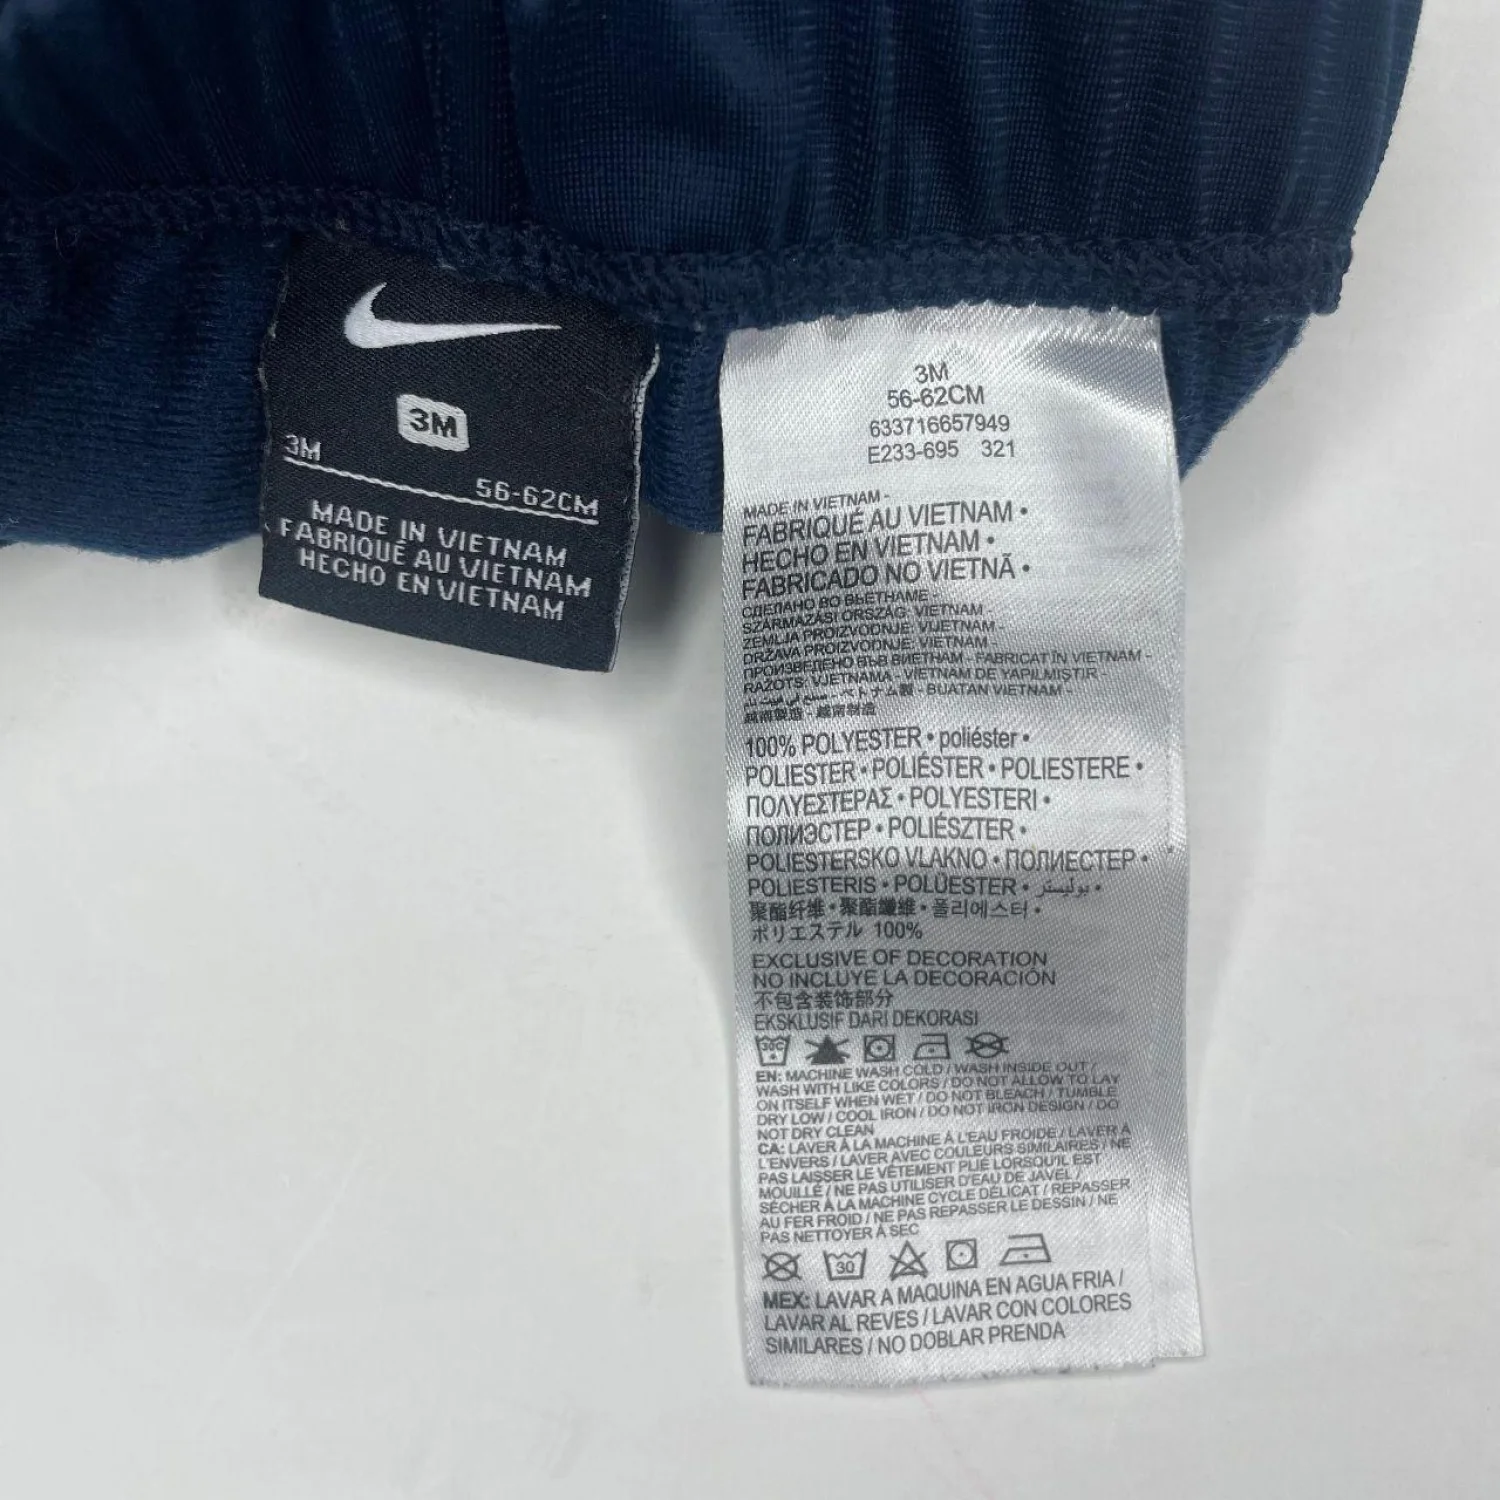 3M
3M
56-62CM
MADE IN VIETNAM
FABRIQUÉ AU VIETNAM
HECHO EN VIETNAM
3M
56-62CM
633716657949
E233-695 321
MADE IN VIETNAM -
FABRIQUÉ AU VIETNAM •
HECHO EN VIETNAM •
FABRICADO NO VIETNÃ •
СДЕЛАНО ВО ВЬЕТНАМЕ -
SZÁRMAZÁSI ORSZÁG: VIETNAM -
ZEMLJA PROIZVODNJE: VIJETNAM -
DRŽAVA PROIZVODNJE: VIETNAM -
ПРОИЗВЕДЕНО ВЪВ ВИЕТНАМ - FABRICAT ÎN VIETNAM -
RAŽOTS: VJETNAMA - VIETNAM DE YAPILMIŞTIR -
ベトナム製 - BUATAN VIETNAM -
越南製造 - 越南制造
100% POLYESTER • poliéster •
POLIESTER • POLIÉSTER • POLIESTERE •
ΠΟΛΥΕΣΤΕΡΑΣ • POLYESTERI •
ПОЛИЭСТЕР • POLIÉSZTER •
POLIESTERSKO VLAKNO • ПОЛИЕСТЕР •
POLIESTERIS • POLÜESTER • بوليستر •
聚酯纤维 • 聚酯纖維 • 폴리에스터 •
ポリエステル 100%
EXCLUSIVE OF DECORATION
NO INCLUYE LA DECORACIÓN
不包含装饰部分
EKSKLUSIF DARI DEKORASI
30C
EN: MACHINE WASH COLD / WASH INSIDE OUT /
WASH WITH LIKE COLORS / DO NOT ALLOW TO LAY
ON ITSELF WHEN WET / DO NOT BLEACH / TUMBLE
DRY LOW / COOL IRON / DO NOT IRON DESIGN / DO
NOT DRY CLEAN
CA: LAVER À LA MACHINE À L'EAU FROIDE / LAVER A
L'ENVERS / LAVER AVEC COULEURS SIMILAIRES / NE
PAS LAISSER LE VÊTEMENT PLIÉ LORSQU'IL EST
MOUILLÉ / NE PAS UTILISER D'EAU DE JAVEL /
SÉCHER À LA MACHINE CYCLE DÉLICAT / REPASSER
AU FER FROID / NE PAS REPASSER LE DESSIN / NE
PAS NETTOYER À SEC
30
MEX: LAVAR A MAQUINA EN AGUA FRIA /
LAVAR AL REVES / LAVAR CON COLORES
SIMILARES / NO DOBLAR PRENDA